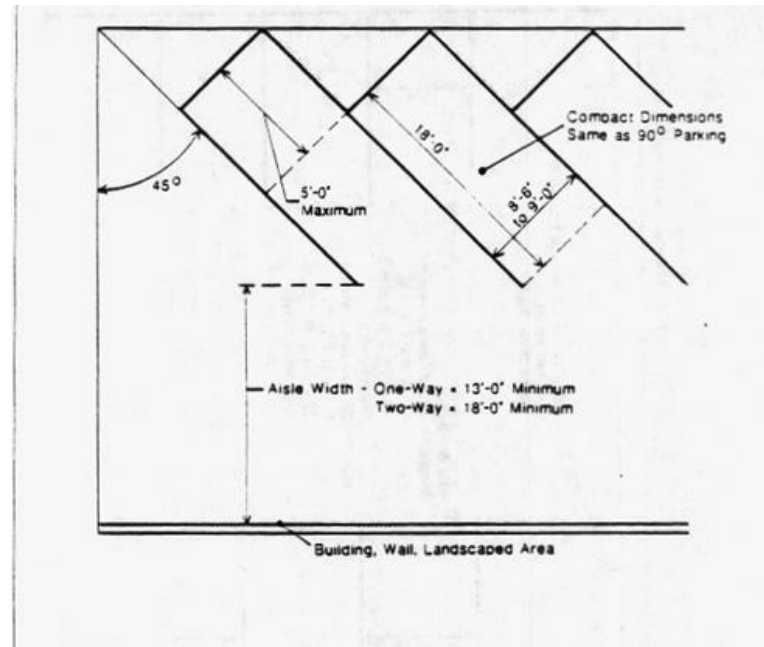 Compact Dimensions
Same as 90° Parking
18'-0"
8'-6"
to 9'-0"
45°
5'-0"
Maximum
Aisle Width - One-Way = 13'-0" Minimum
Two-Way = 18'-0" Minimum
Building, Wall, Landscaped Area